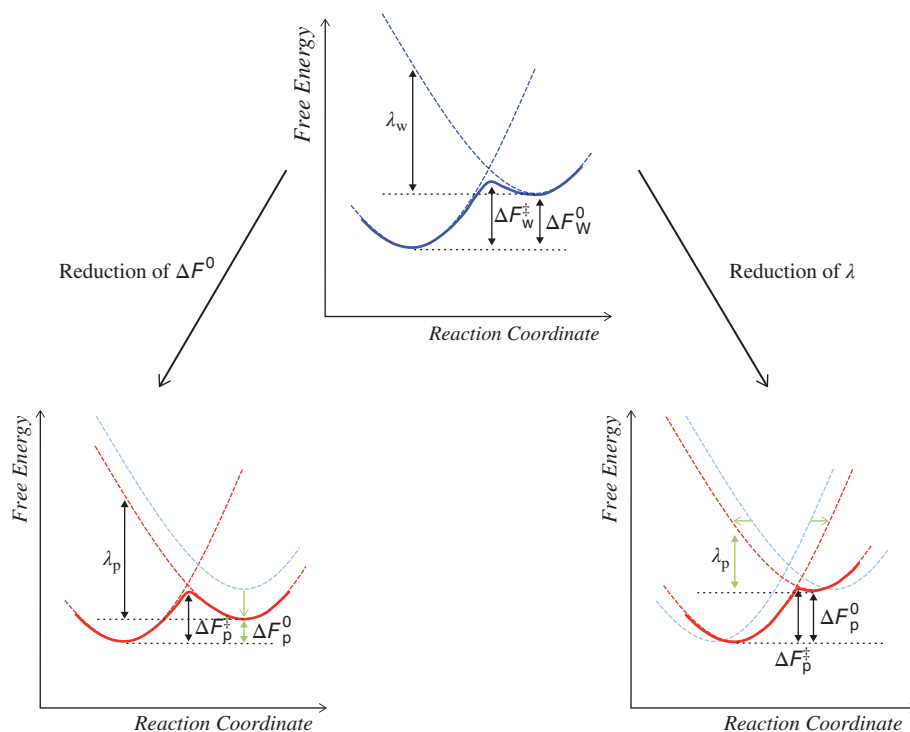 Free Energy
λw
ΔF‡w
ΔF0W
Reaction Coordinate
Reduction of ΔF0
Reduction of λ
Free Energy
λp
ΔF‡p
ΔF0p
Reaction Coordinate
Free Energy
λp
ΔF0p
ΔF‡p
Reaction Coordinate